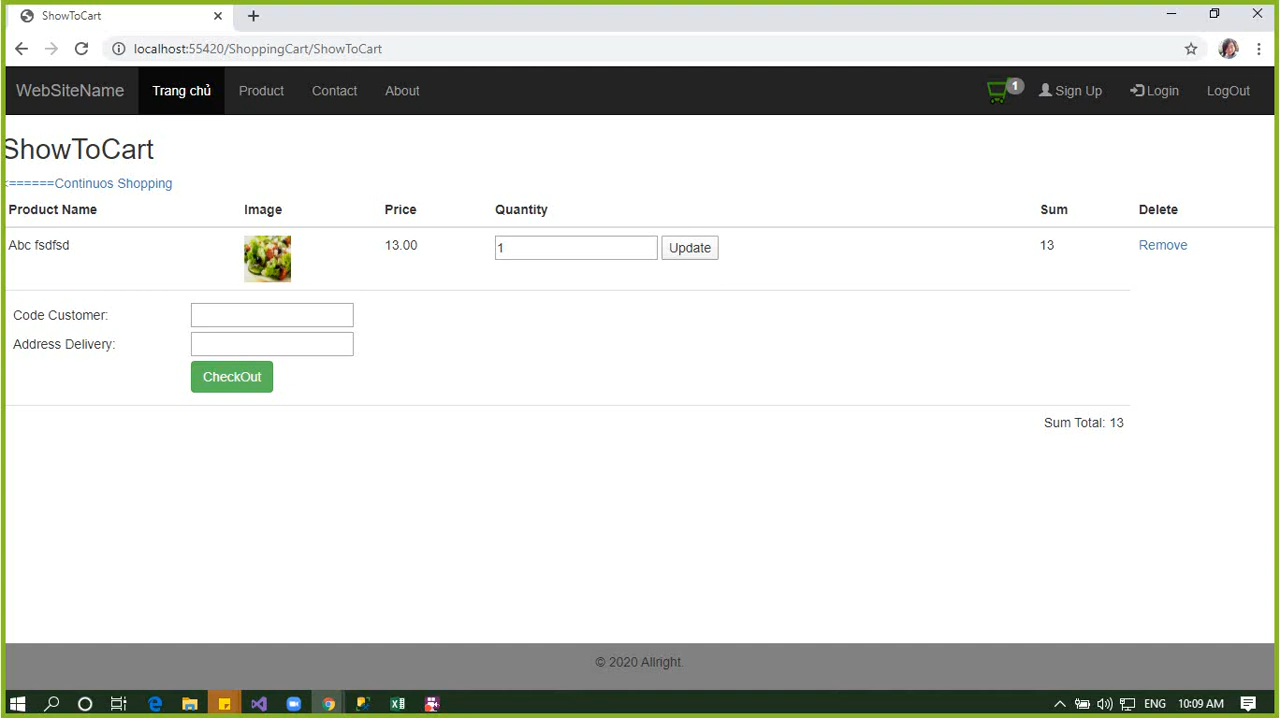 ShowToCart
localhost:55420/ShoppingCart/ShowToCart
WebSiteName Trang chủ Product Contact About 1 Sign Up Login LogOut
ShowToCart
<======Continuos Shopping
Product Name Image Price Quantity Sum Delete
Abc fsdfsd 13.00 1 Update 13 Remove
Code Customer:
Address Delivery:
CheckOut
Sum Total: 13
© 2020 Allright
ENG 10:09 AM